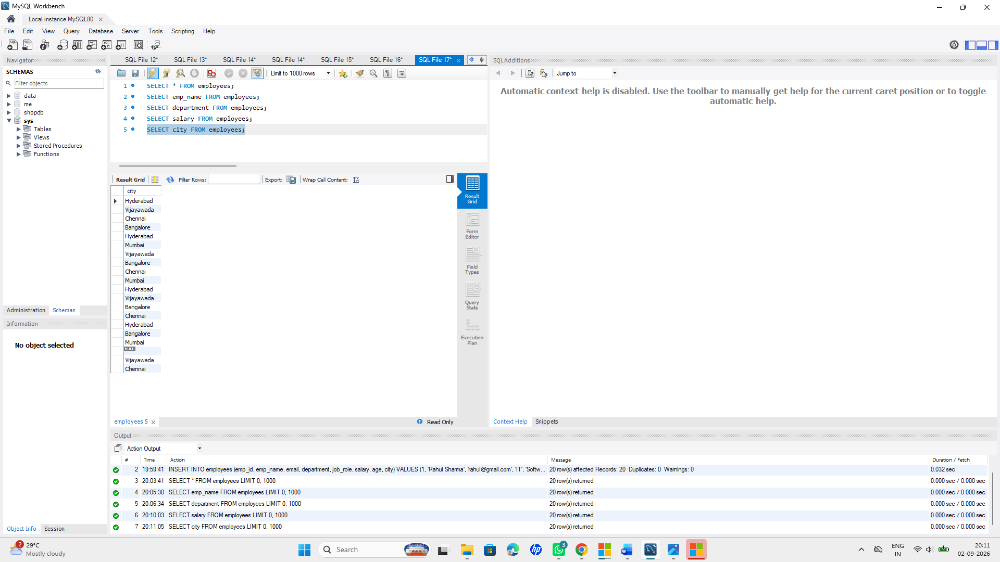 MySQL Workbench
Local instance MySQL80
File Edit View Query Database Server Tools Scripting Help
Navigator
SCHEMAS
Filter objects
data
me
shopdb
sys
Tables
Views
Stored Procedures
Functions
Administration Schemas
Information
No object selected
Object Info Session
SQL File 12* SQL File 13* SQL File 14* SQL File 14* SQL File 15* SQL File 16* SQL File 17*
Limit to 1000 rows
1 SELECT * FROM employees;
2 SELECT emp_name FROM employees;
3 SELECT department FROM employees;
4 SELECT salary FROM employees;
5 SELECT city FROM employees;
Result Grid Filter Rows: Export: Wrap Cell Content:
city
Hyderabad
Vijayawada
Chennai
Bangalore
Hyderabad
Mumbai
Vijayawada
Bangalore
Chennai
Mumbai
Hyderabad
Vijayawada
Bangalore
Chennai
Hyderabad
Bangalore
Mumbai
NULL
Vijayawada
Chennai
Result
Grid
Form
Editor
Field
Types
Query
Stats
Execution
Plan
employees 5
Read Only
SQLAdditions
Jump to
Automatic context help is disabled. Use the toolbar to manually get help for the current caret position or to toggle
automatic help.
Context Help Snippets
Output
Action Output
# Time Action Message Duration / Fetch
2 19:59:41 INSERT INTO employees (emp_id, emp_name, email, department, job_role, salary, age, city) VALUES (1, 'Rahul Sharma', 'rahul@gmail.com', 'IT', 'Softw... 20 row(s) affected Records: 20 Duplicates: 0 Warnings: 0 0.032 sec
3 20:03:41 SELECT * FROM employees LIMIT 0, 1000 20 row(s) returned 0.000 sec / 0.000 sec
4 20:05:30 SELECT emp_name FROM employees LIMIT 0, 1000 20 row(s) returned 0.000 sec / 0.000 sec
5 20:06:34 SELECT department FROM employees LIMIT 0, 1000 20 row(s) returned 0.000 sec / 0.000 sec
6 20:10:03 SELECT salary FROM employees LIMIT 0, 1000 20 row(s) returned 0.000 sec / 0.000 sec
7 20:11:05 SELECT city FROM employees LIMIT 0, 1000 20 row(s) returned 0.000 sec / 0.000 sec
2
29°C
Mostly cloudy
Search
hp
3
ENG
IN
20:11
02-09-2026